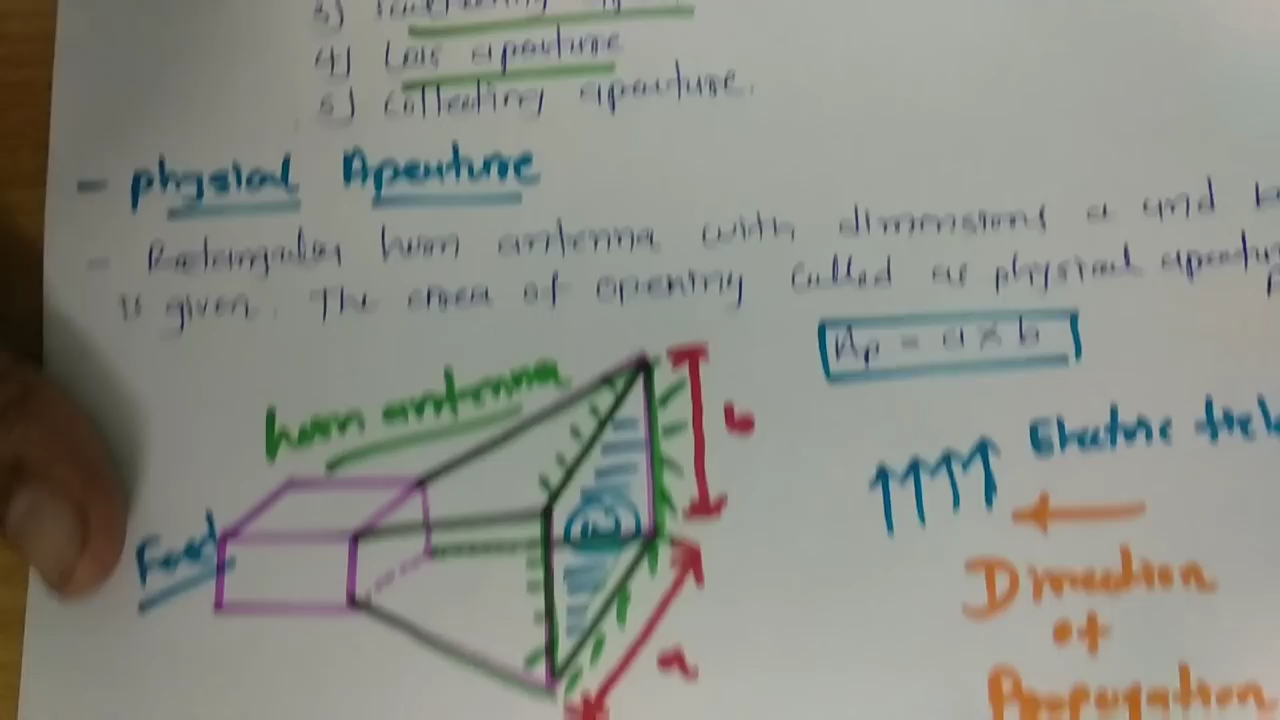 4) Loss aperture
5) Collecting aperture.
- physical Aperture
- Rectangular horn antenna with dimensions a and b
is given. The area of opening called as physical aperture
Ap = a × b
horn antenna
b
Electric field
Feed
Direction
of
a
Propagation